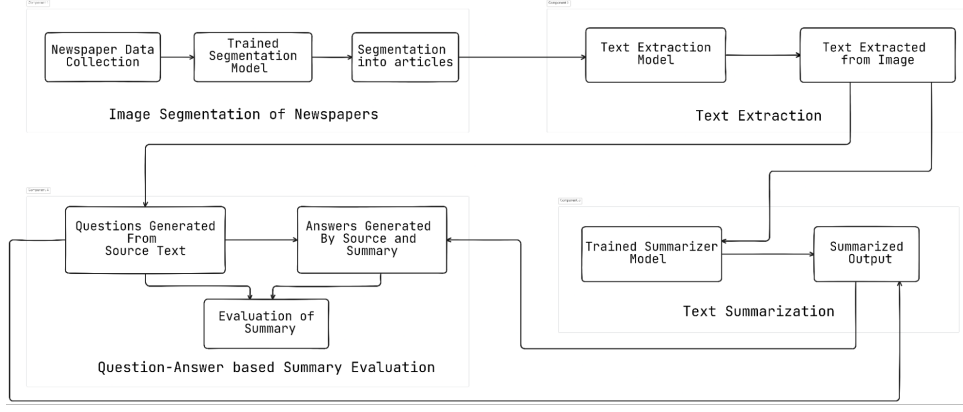 Newspaper Data
Collection
Trained
Segmentation
Model
Segmentation
into articles
Image Segmentation of Newspapers
Text Extraction
Model
Text Extracted
from Image
Text Extraction
Questions Generated
From
Source Text
Answers Generated
By Source and
Summary
Evaluation of
Summary
Question-Answer based Summary Evaluation
Trained Summarizer
Model
Summarized
Output
Text Summarization